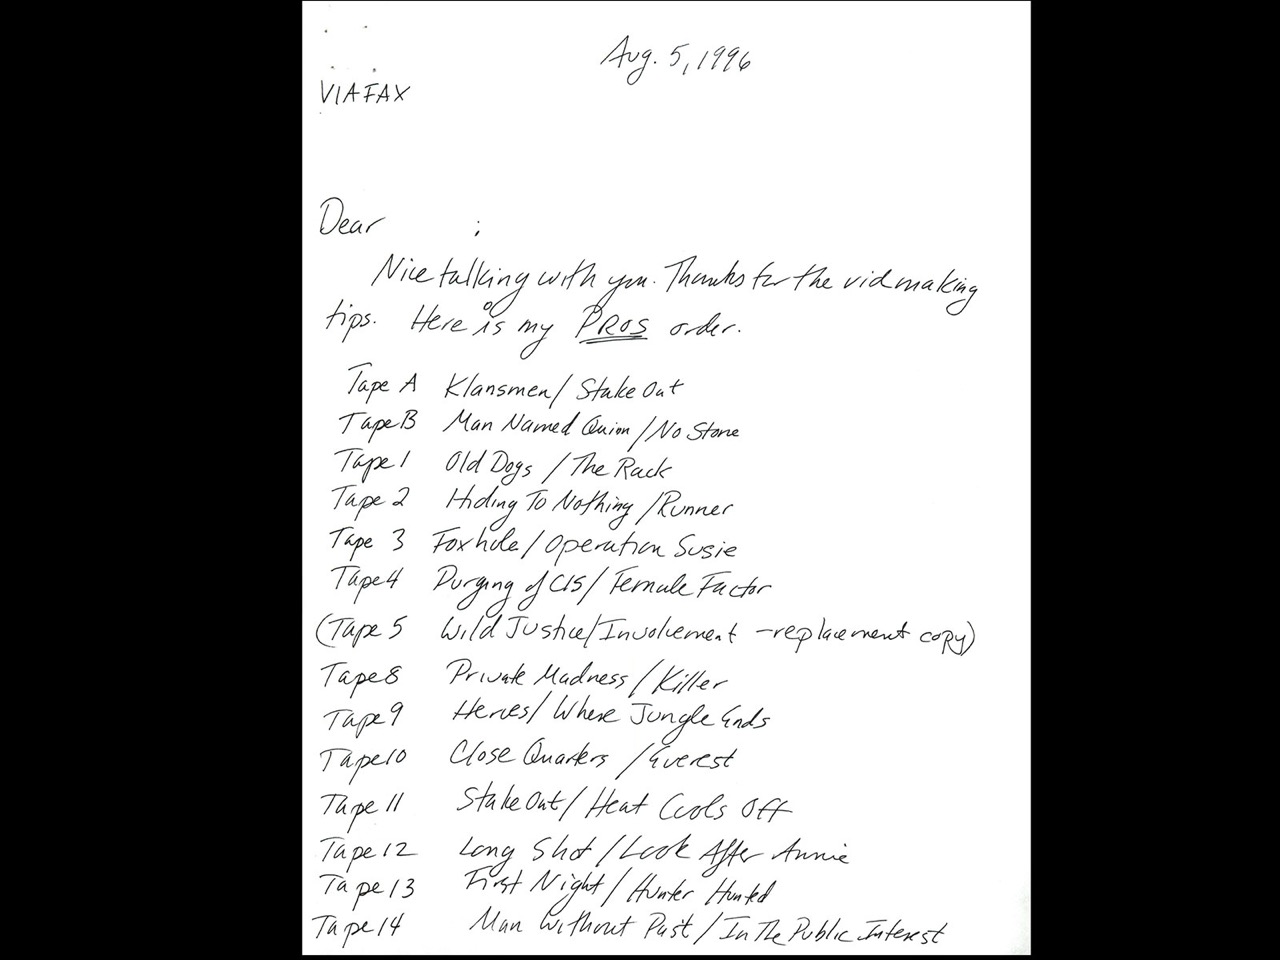 Aug. 5, 1996
VIA FAX
Dear ;
Nice talking with you. Thanks for the vidmaking
tips. Here is my PROS order.
Tape A Klansmen / Stake Out
Tape B Man Named Quinn / No Stone
Tape 1 Old Dogs / The Rack
Tape 2 Hiding To Nothing / Runner
Tape 3 Foxhole / Operation Susie
Tape 4 Purging of CI5 / Female Factor
(Tape 5 Wild Justice / Involvement - replacement copy)
Tape 8 Private Madness / Killer
Tape 9 Heroes / Where Jungle Ends
Tape 10 Close Quarters / Everest
Tape 11 Stake Out / Heat Cools Off
Tape 12 Long Shot / Look After Annie
Tape 13 First Night / Hunter Hunted
Tape 14 Man Without Past / In The Public Interest